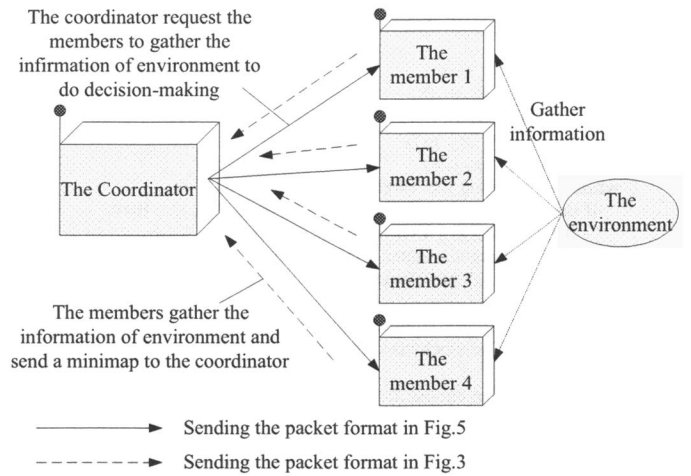 The coordinator request the
members to gather the
infirmation of environment to
do decision-making
The Coordinator
The
member 1
The
member 2
The
member 3
The
member 4
Gather
information
The
environment
The members gather the
information of environment and
send a minimap to the coordinator
Sending the packet format in Fig.5
Sending the packet format in Fig.3